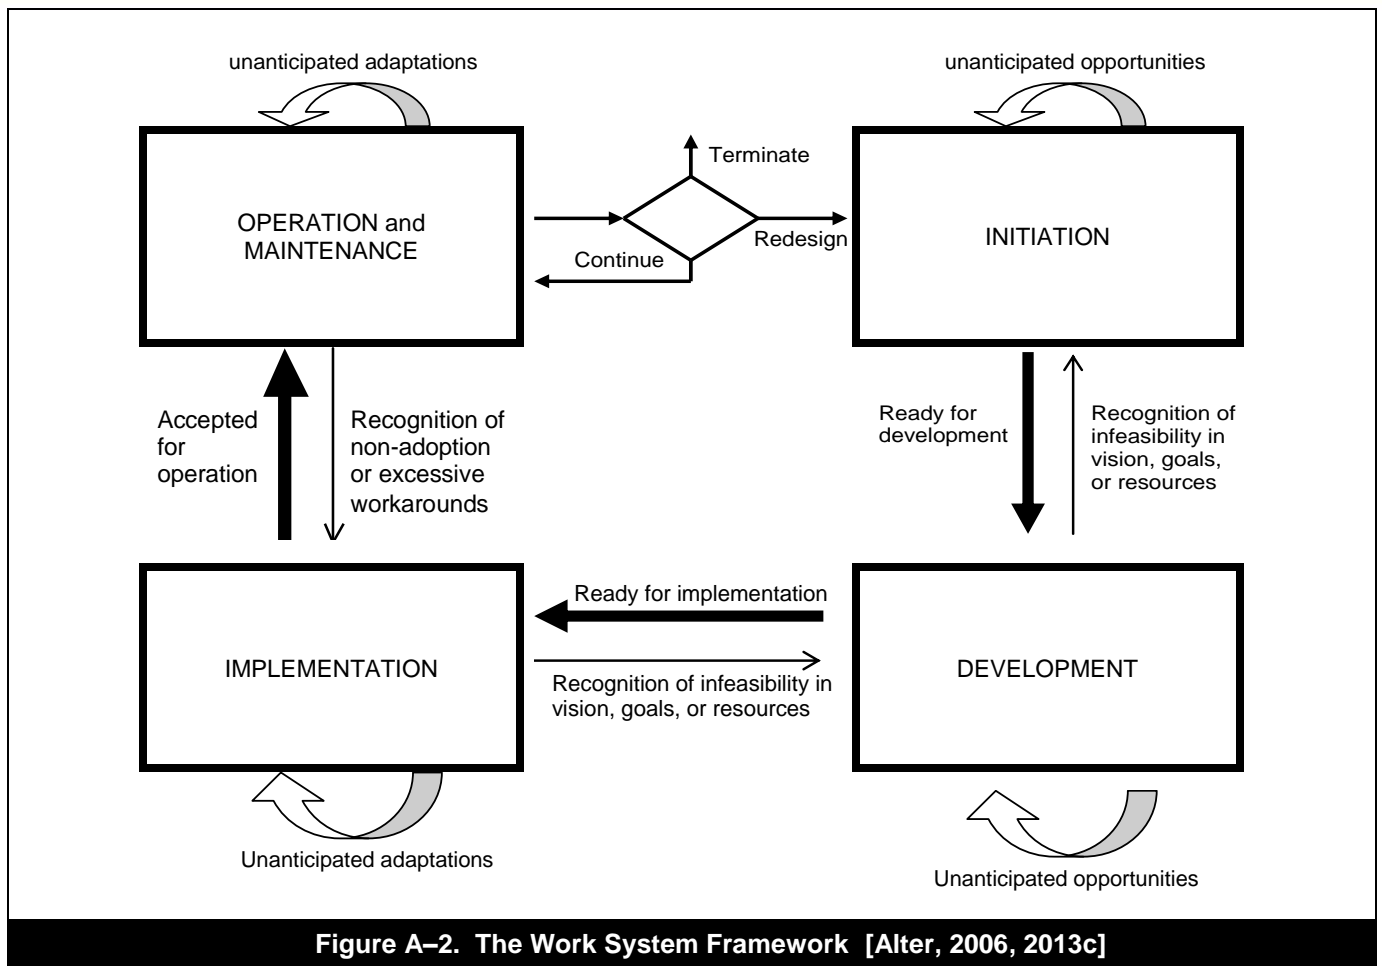 unanticipated adaptations
unanticipated opportunities
Terminate
OPERATION and
MAINTENANCE
Continue
Redesign
INITIATION
Accepted
for
operation
Recognition of
non-adoption
or excessive
workarounds
Ready for
development
Recognition of
infeasibility in
vision, goals,
or resources
Ready for implementation
IMPLEMENTATION
Recognition of infeasibility in
vision, goals, or resources
DEVELOPMENT
Unanticipated adaptations
Unanticipated opportunities
Figure A–2. The Work System Framework [Alter, 2006, 2013c]